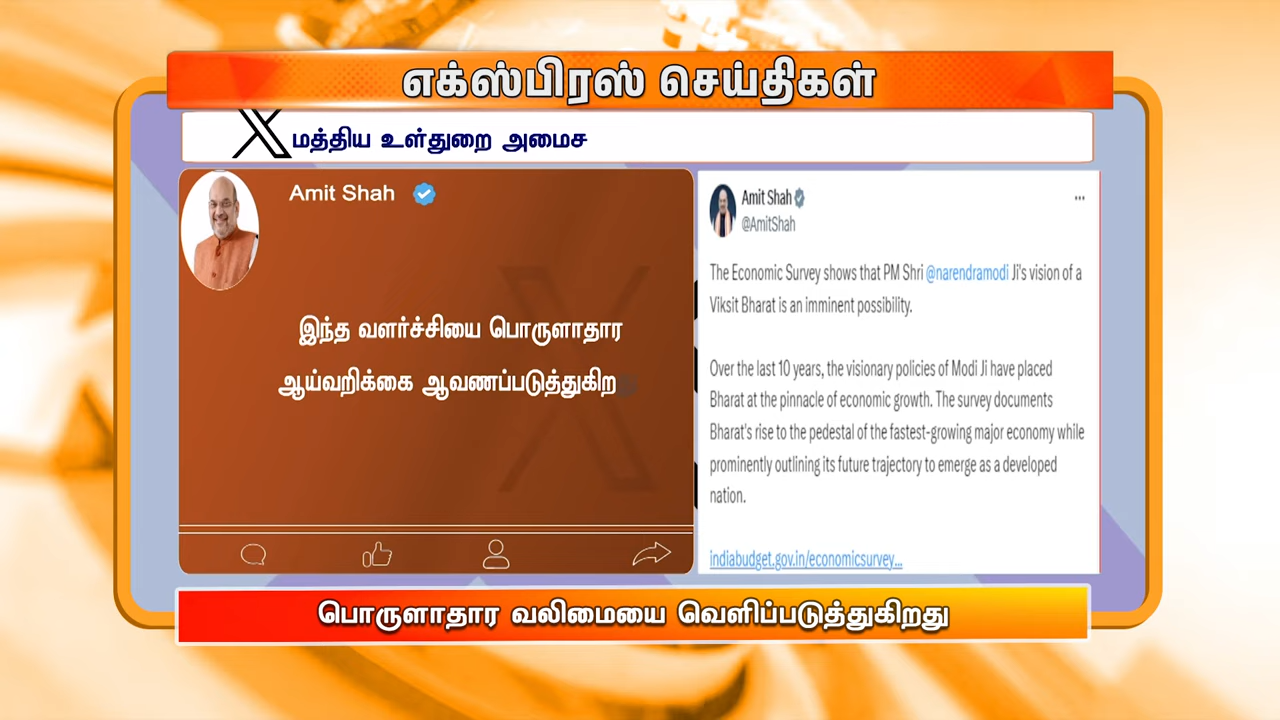 எக்ஸ்பிரஸ் செய்திகள்
மத்திய உள்துறை அமைச
Amit Shah
இந்த வளர்ச்சியை பொருளாதார
ஆய்வறிக்கை ஆவணப்படுத்துகிற
Amit Shah
@AmitShah
The Economic Survey shows that PM Shri @narendramodi Ji's vision of a
Viksit Bharat is an imminent possibility.
Over the last 10 years, the visionary policies of Modi Ji have placed
Bharat at the pinnacle of economic growth. The survey documents
Bharat's rise to the pedestal of the fastest-growing major economy while
prominently outlining its future trajectory to emerge as a developed
nation.
indiabudget.gov.in/economicsurvey...
பொருளாதார வலிமையை வெளிப்படுத்துகிறது